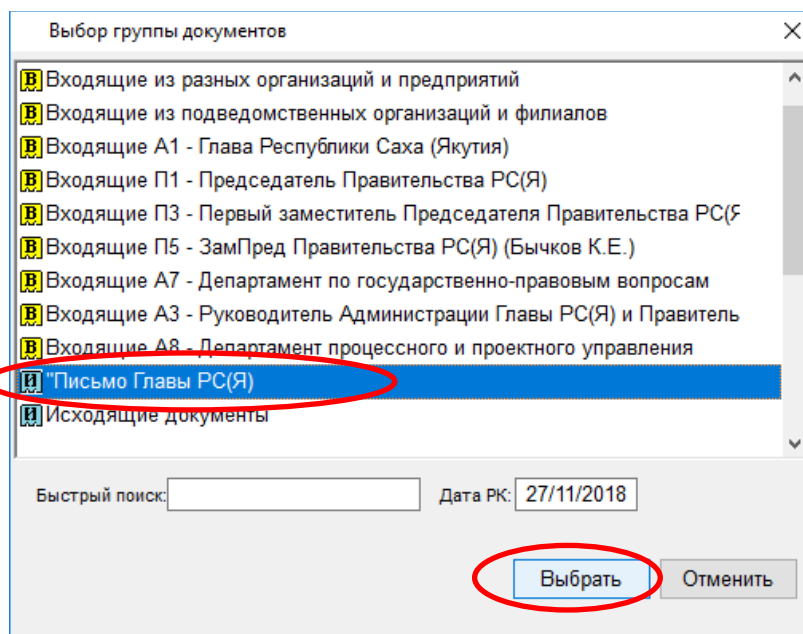 Выбор группы документов
В Входящие из разных организаций и предприятий
В Входящие из подведомственных организаций и филиалов
В Входящие А1 - Глава Республики Саха (Якутия)
В Входящие П1 - Председатель Правительства РС(Я)
В Входящие П3 - Первый заместитель Председателя Правительства РС(Я
В Входящие П5 - ЗамПред Правительства РС(Я) (Бычков К.Е.)
В Входящие А7 - Департамент по государственно-правовым вопросам
В Входящие А3 - Руководитель Администрации Главы РС(Я) и Правитель
В Входящие А8 - Департамент процессного и проектного управления
И "Письмо Главы РС(Я)
И Исходящие документы
Быстрый поиск: Дата РК: 27/11/2018
Выбрать Отменить